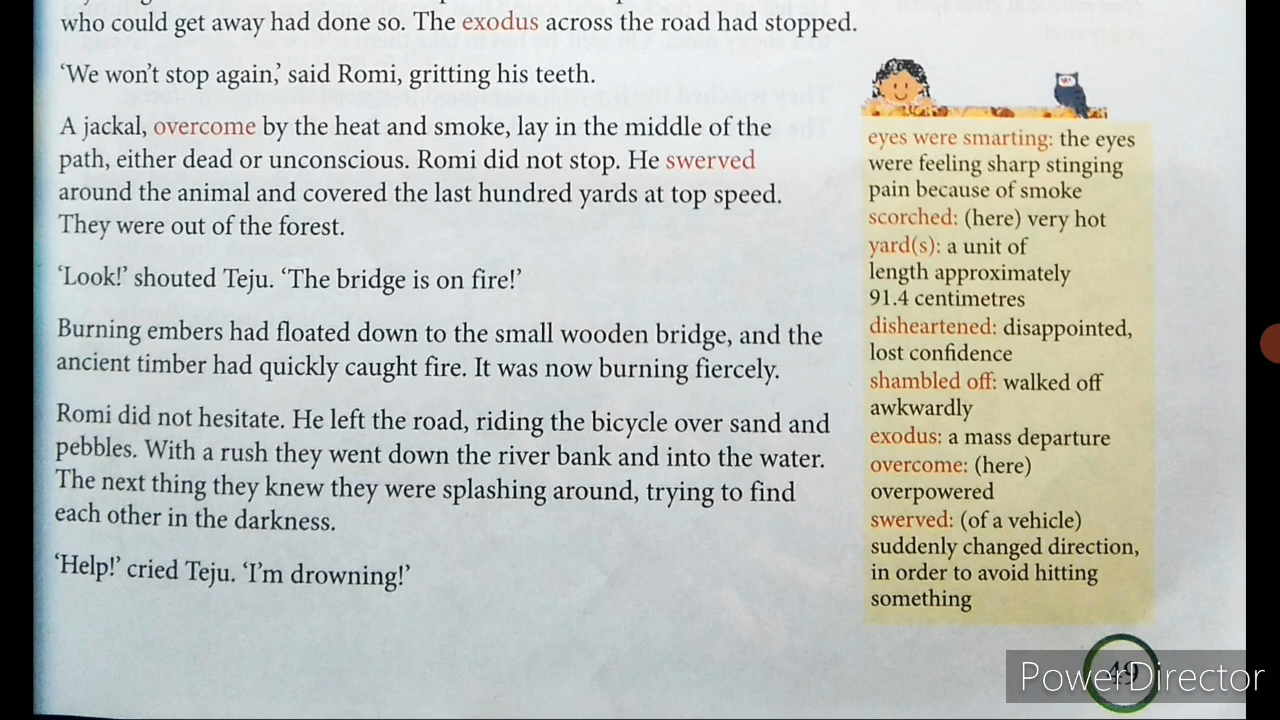 who could get away had done so. The exodus across the road had stopped.
‘We won’t stop again,’ said Romi, gritting his teeth.
A jackal, overcome by the heat and smoke, lay in the middle of the
path, either dead or unconscious. Romi did not stop. He swerved
around the animal and covered the last hundred yards at top speed.
They were out of the forest.
‘Look!’ shouted Teju. ‘The bridge is on fire!’
Burning embers had floated down to the small wooden bridge, and the
ancient timber had quickly caught fire. It was now burning fiercely.
Romi did not hesitate. He left the road, riding the bicycle over sand and
pebbles. With a rush they went down the river bank and into the water.
The next thing they knew they were splashing around, trying to find
each other in the darkness.
‘Help!’ cried Teju. ‘I’m drowning!’
eyes were smarting: the eyes
were feeling sharp stinging
pain because of smoke
scorched: (here) very hot
yard(s): a unit of
length approximately
91.4 centimetres
disheartened: disappointed,
lost confidence
shambled off: walked off
awkwardly
exodus: a mass departure
overcome: (here)
overpowered
swerved: (of a vehicle)
suddenly changed direction,
in order to avoid hitting
something
49
PowerDirector